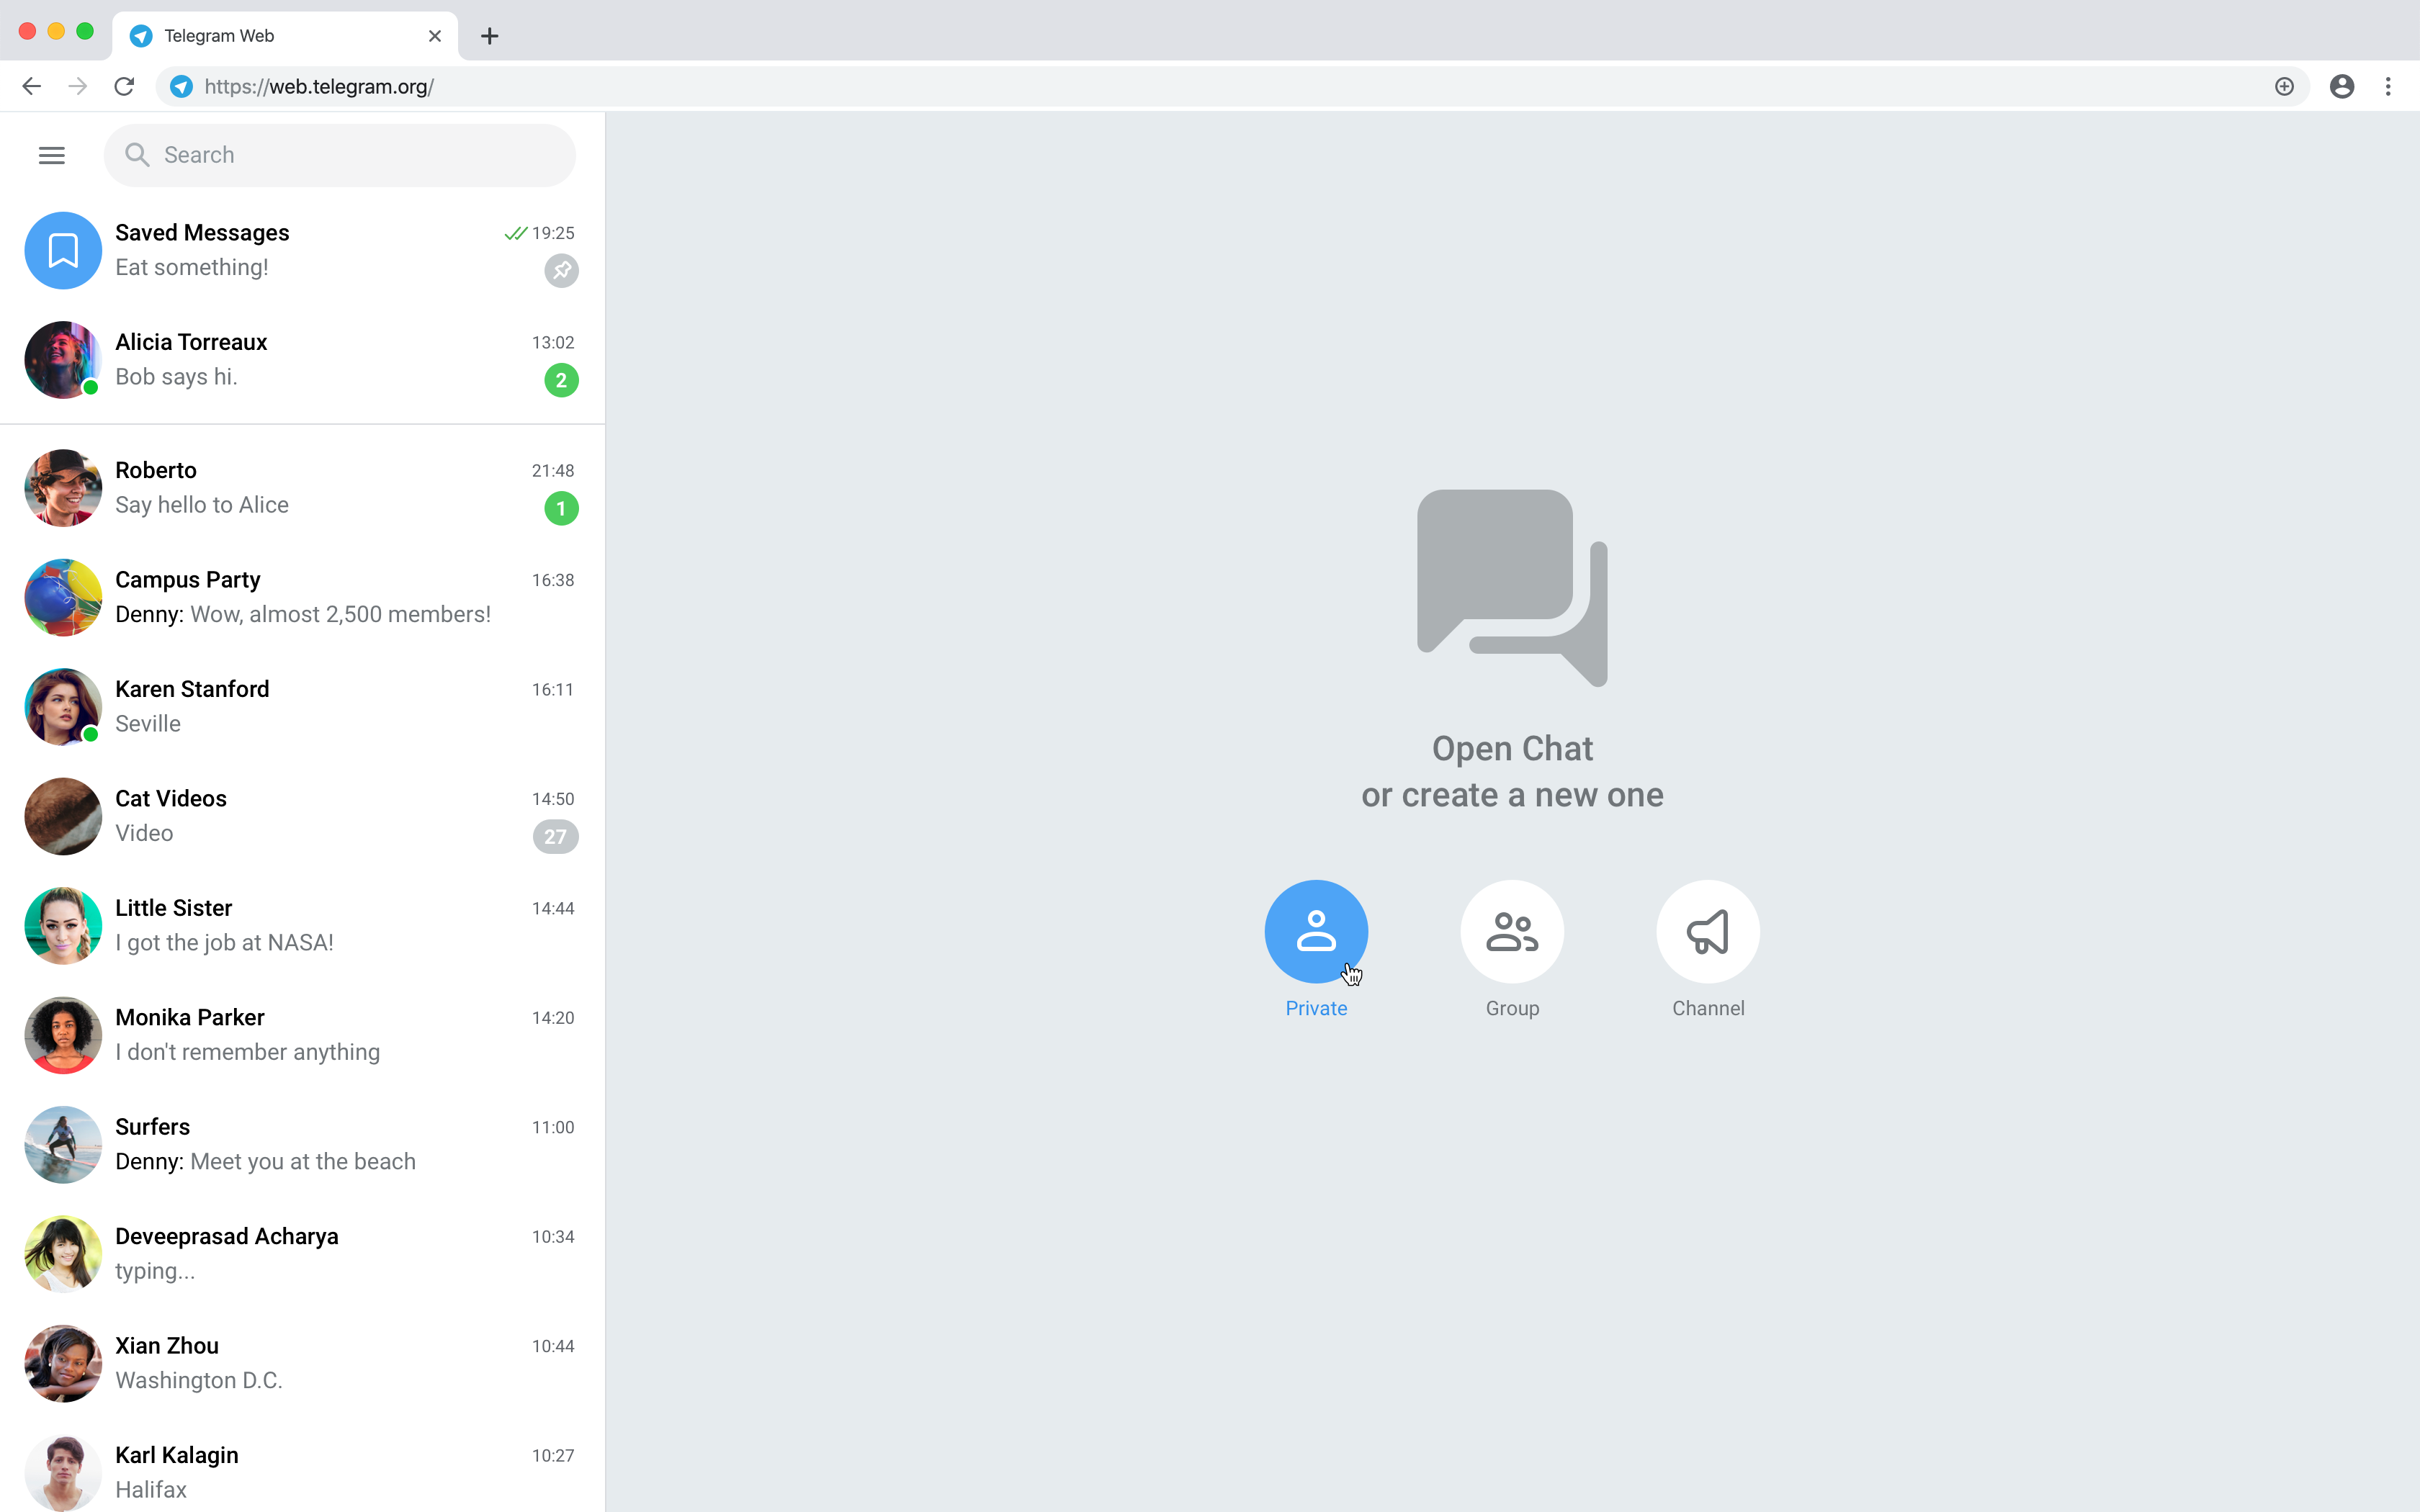 Telegram Web
https://web.telegram.org/
Search
Saved Messages 19:25
Eat something!
Alicia Torreaux 13:02
Bob says hi. 2
Roberto 21:48
Say hello to Alice 1
Campus Party 16:38
Denny: Wow, almost 2,500 members!
Karen Stanford 16:11
Seville
Cat Videos 14:50
Video 27
Little Sister 14:44
I got the job at NASA!
Monika Parker 14:20
I don't remember anything
Surfers 11:00
Denny: Meet you at the beach
Deveeprasad Acharya 10:34
typing...
Xian Zhou 10:44
Washington D.C.
Karl Kalagin 10:27
Halifax
Open Chat
or create a new one
Private Group Channel